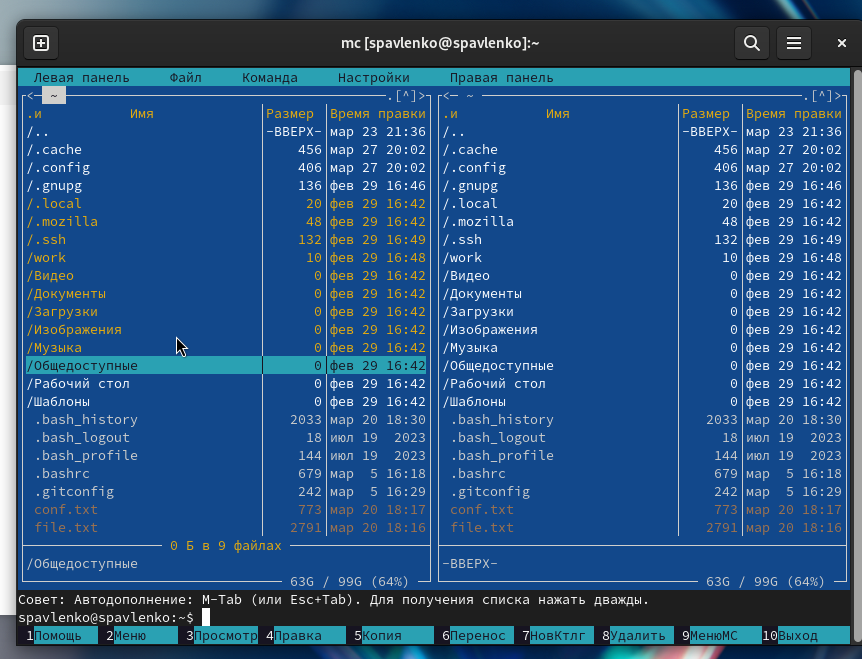 mc [spavlenko@spavlenko]:~
Левая панель Файл Команда Настройки Правая панель
<- ~ .[^]> <- ~ .[^]>
.и Имя Размер Время правки .и Имя Размер Время правки
/.. -ВВЕРХ- мар 23 21:36 /.. -ВВЕРХ- мар 23 21:36
/.cache 456 мар 27 20:02 /.cache 456 мар 27 20:02
/.config 406 мар 27 20:02 /.config 406 мар 27 20:02
/.gnupg 136 фев 29 16:46 /.gnupg 136 фев 29 16:46
/.local 20 фев 29 16:42 /.local 20 фев 29 16:42
/.mozilla 48 фев 29 16:42 /.mozilla 48 фев 29 16:42
/.ssh 132 фев 29 16:49 /.ssh 132 фев 29 16:49
/work 10 фев 29 16:48 /work 10 фев 29 16:48
/Видео 0 фев 29 16:42 /Видео 0 фев 29 16:42
/Документы 0 фев 29 16:42 /Документы 0 фев 29 16:42
/Загрузки 0 фев 29 16:42 /Загрузки 0 фев 29 16:42
/Изображения 0 фев 29 16:42 /Изображения 0 фев 29 16:42
/Музыка 0 фев 29 16:42 /Музыка 0 фев 29 16:42
/Общедоступные 0 фев 29 16:42 /Общедоступные 0 фев 29 16:42
/Рабочий стол 0 фев 29 16:42 /Рабочий стол 0 фев 29 16:42
/Шаблоны 0 фев 29 16:42 /Шаблоны 0 фев 29 16:42
.bash_history 2033 мар 20 18:30 .bash_history 2033 мар 20 18:30
.bash_logout 18 июл 19 2023 .bash_logout 18 июл 19 2023
.bash_profile 144 июл 19 2023 .bash_profile 144 июл 19 2023
.bashrc 679 мар 5 16:18 .bashrc 679 мар 5 16:18
.gitconfig 242 мар 5 16:29 .gitconfig 242 мар 5 16:29
conf.txt 773 мар 20 18:17 conf.txt 773 мар 20 18:17
file.txt 2791 мар 20 18:16 file.txt 2791 мар 20 18:16
0 Б в 9 файлах
/Общедоступные -ВВЕРХ-
63G / 99G (64%) 63G / 99G (64%)
Совет: Автодополнение: M-Tab (или Esc+Tab). Для получения списка нажать дважды.
spavlenko@spavlenko:~$
1Помощь 2Меню 3Просмотр 4Правка 5Копия 6Перенос 7НовКтлг 8Удалить 9МенюМС 10Выход